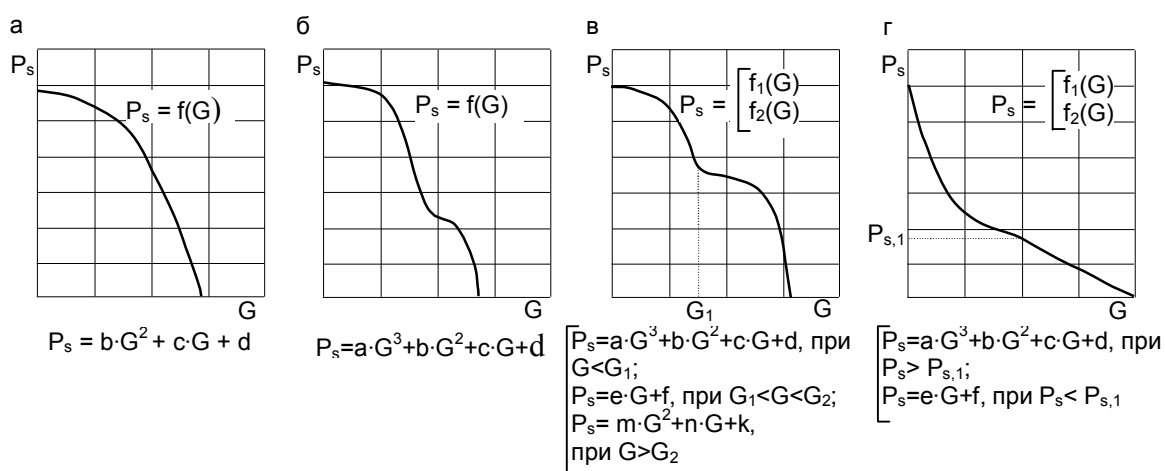 а
б
в
г
Pₛ
Pₛ = f(G)
G
Pₛ = b·G² + c·G + d
Pₛ
Pₛ = f(G)
G
Pₛ=a·G³+b·G²+c·G+d
Pₛ
Pₛ = [ f₁(G)
f₂(G)
G₁
G
Pₛ=a·G³+b·G²+c·G+d, при
G<G₁;
Pₛ=e·G+f, при G₁<G<G₂;
Pₛ= m·G²+n·G+k,
при G>G₂
Pₛ
Pₛ = [ f₁(G)
f₂(G)
Pₛ,₁
G
Pₛ=a·G³+b·G²+c·G+d, при
Pₛ> Pₛ,₁;
Pₛ=e·G+f, при Pₛ< Pₛ,₁